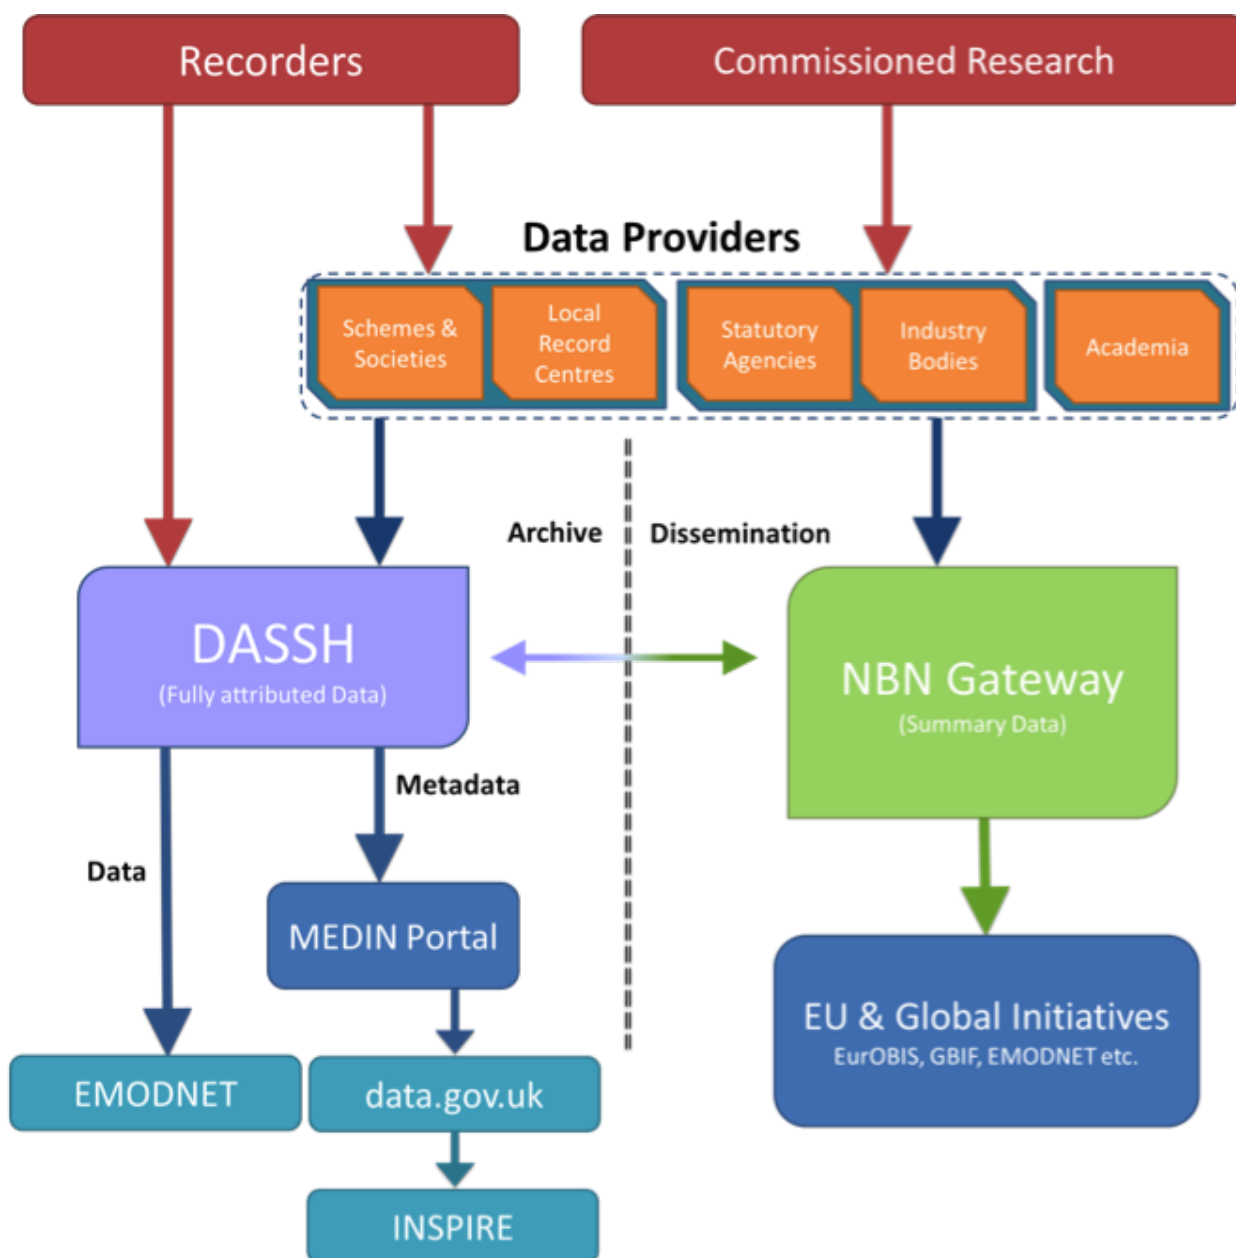 Recorders
Commissioned Research
Data Providers
Schemes &
Societies
Local
Record
Centres
Statutory
Agencies
Industry
Bodies
Academia
Archive
Dissemination
DASSH
(Fully attributed Data)
NBN Gateway
(Summary Data)
Metadata
Data
MEDIN Portal
EU & Global Initiatives
EurOBIS, GBIF, EMODNET etc.
EMODNET
data.gov.uk
INSPIRE